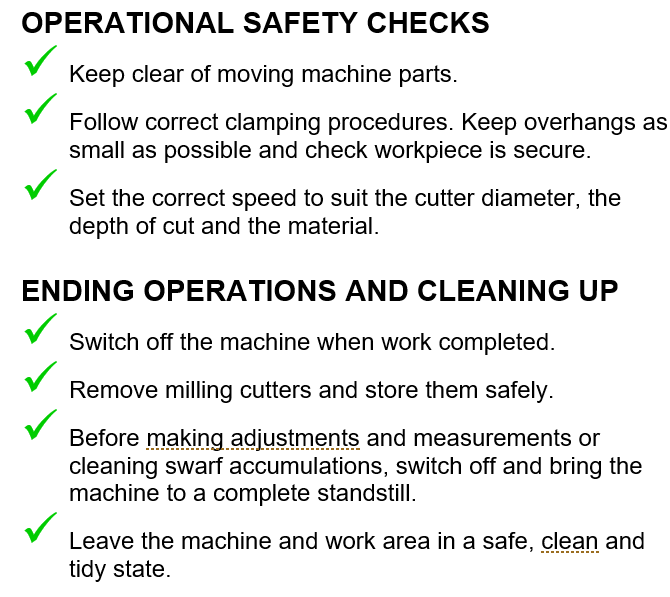 OPERATIONAL SAFETY CHECKS
Keep clear of moving machine parts.
Follow correct clamping procedures. Keep overhangs as
small as possible and check workpiece is secure.
Set the correct speed to suit the cutter diameter, the
depth of cut and the material.
ENDING OPERATIONS AND CLEANING UP
Switch off the machine when work completed.
Remove milling cutters and store them safely.
Before making adjustments and measurements or
cleaning swarf accumulations, switch off and bring the
machine to a complete standstill.
Leave the machine and work area in a safe, clean and
tidy state.